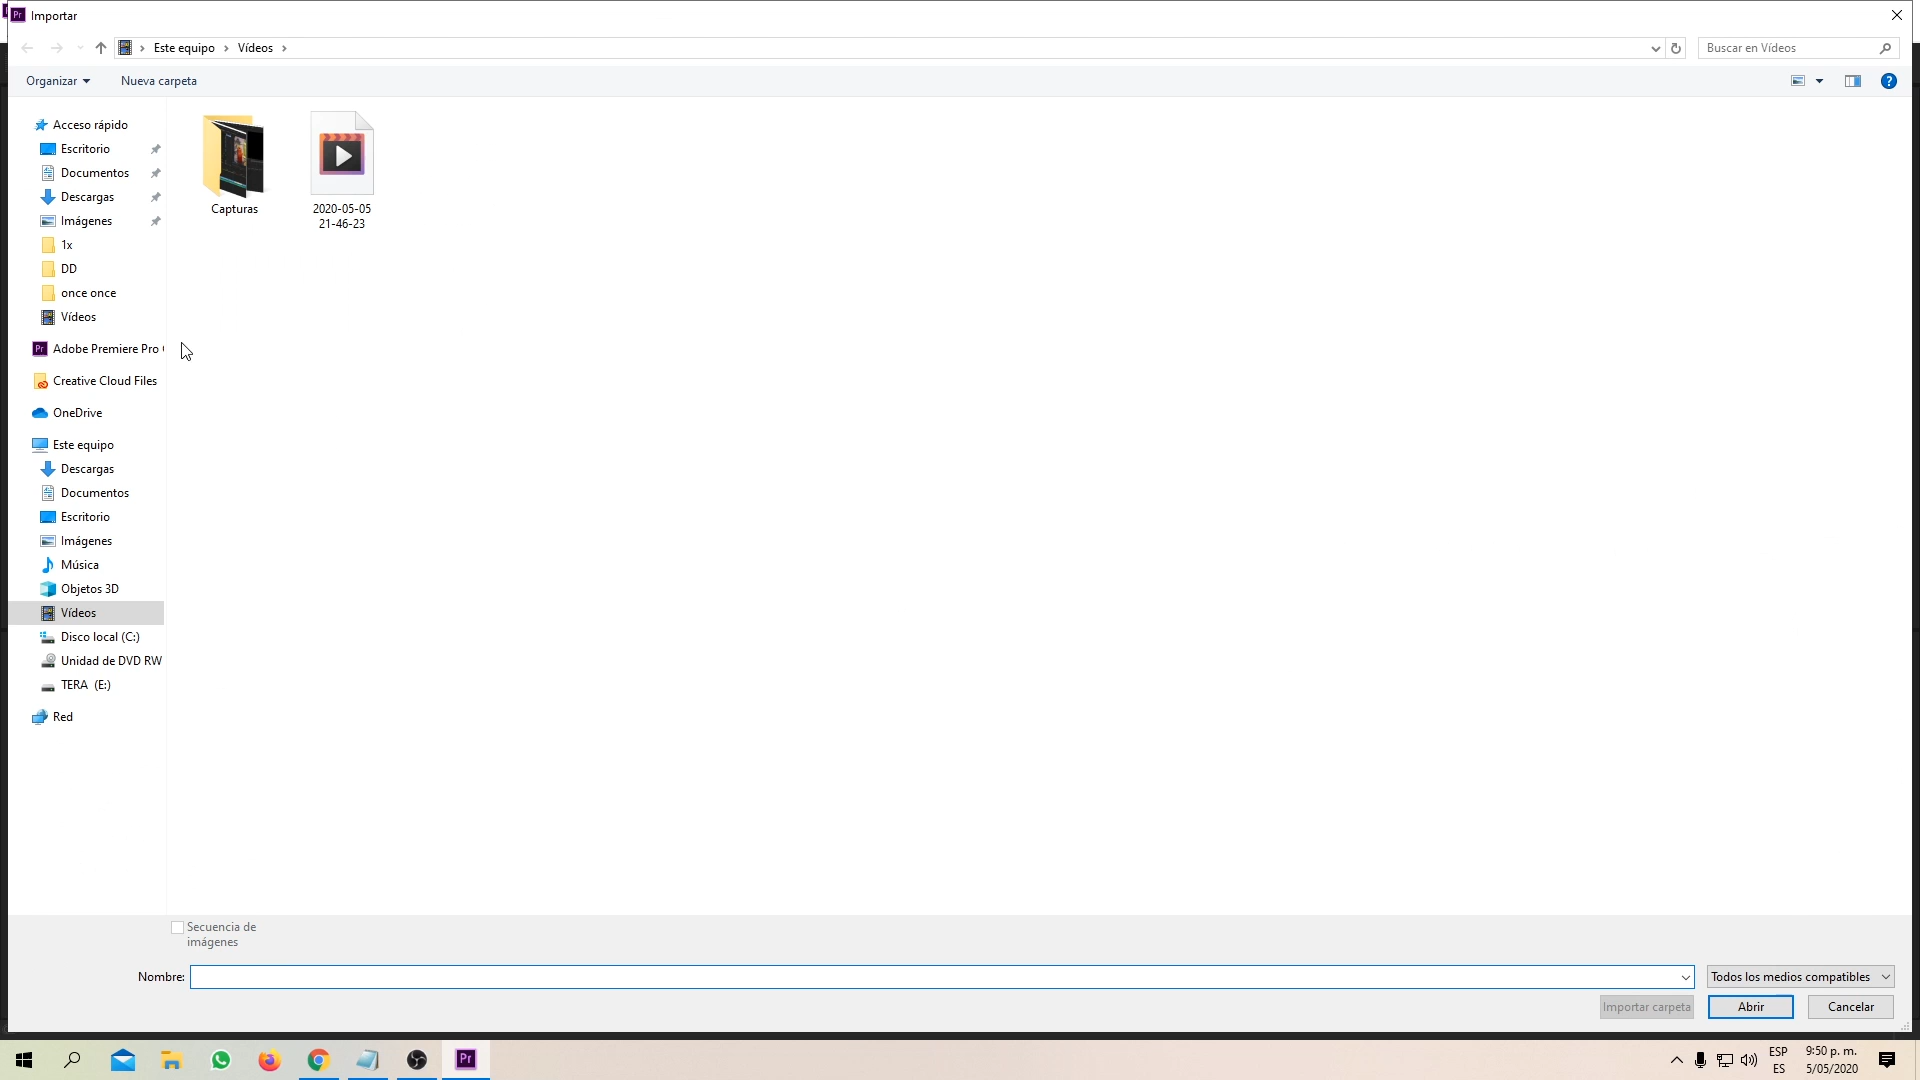 Pr Importar
Este equipo Vídeos
Buscar en Vídeos
Organizar Nueva carpeta
?
Acceso rápido
Escritorio
Documentos
Descargas
Imágenes
1x
DD
once once
Vídeos
Pr Adobe Premiere Pro
Creative Cloud Files
OneDrive
Este equipo
Descargas
Documentos
Escritorio
Imágenes
Música
Objetos 3D
Vídeos
Disco local (C:)
Unidad de DVD RW
TERA (E:)
Red
Capturas
2020-05-05
21-46-23
Secuencia de
imágenes
Nombre:
Todos los medios compatibles
Importar carpeta Abrir Cancelar
Pr
ESP
ES
9:50 p. m.
5/05/2020